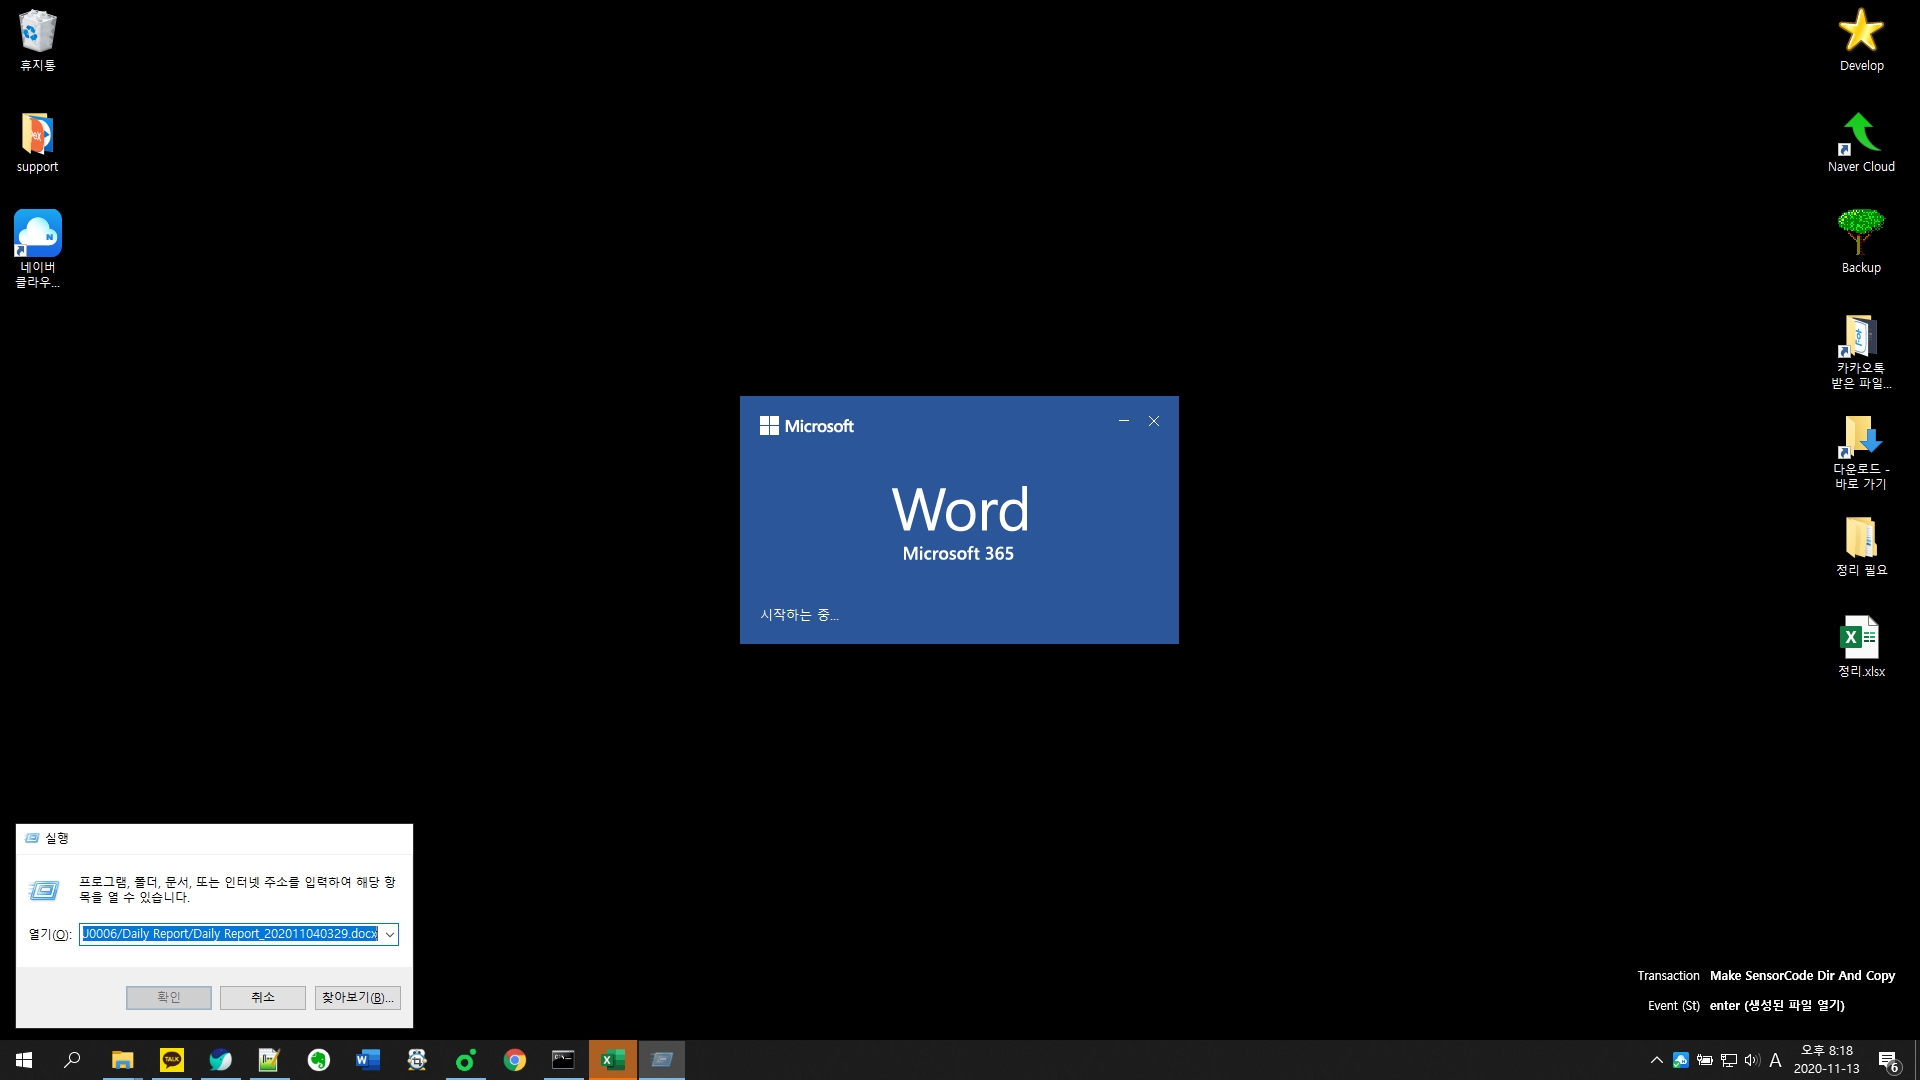 휴지통
support
네이버
클라우...
Develop
Naver Cloud
Backup
카카오톡
받은 파일...
다운로드 -
바로 가기
정리 필요
정리.xlsx
Microsoft
Word
Microsoft 365
시작하는 중...
실행
프로그램, 폴더, 문서, 또는 인터넷 주소를 입력하여 해당 항
목을 열 수 있습니다.
열기(O): J0006/Daily Report/Daily Report_202011040329.docx
확인 취소 찾아보기(B)...
Transaction Make SensorCode Dir And Copy
Event (St) enter (생성된 파일 열기)
TALK
A
오후 8:18
2020-11-13
6